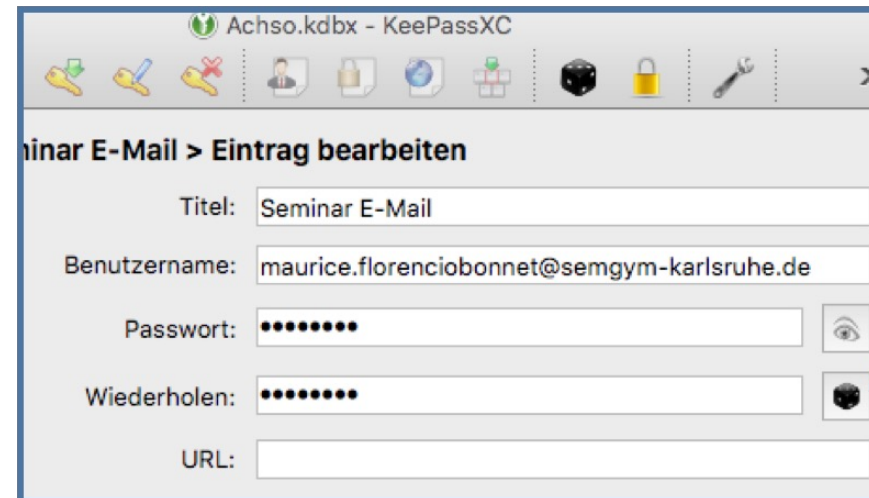 Achso.kdbx - KeePassXC
inar E-Mail > Eintrag bearbeiten
Titel: Seminar E-Mail
Benutzername: maurice.florenciobonnet@semgym-karlsruhe.de
Passwort: ••••••••
Wiederholen: ••••••••
URL: